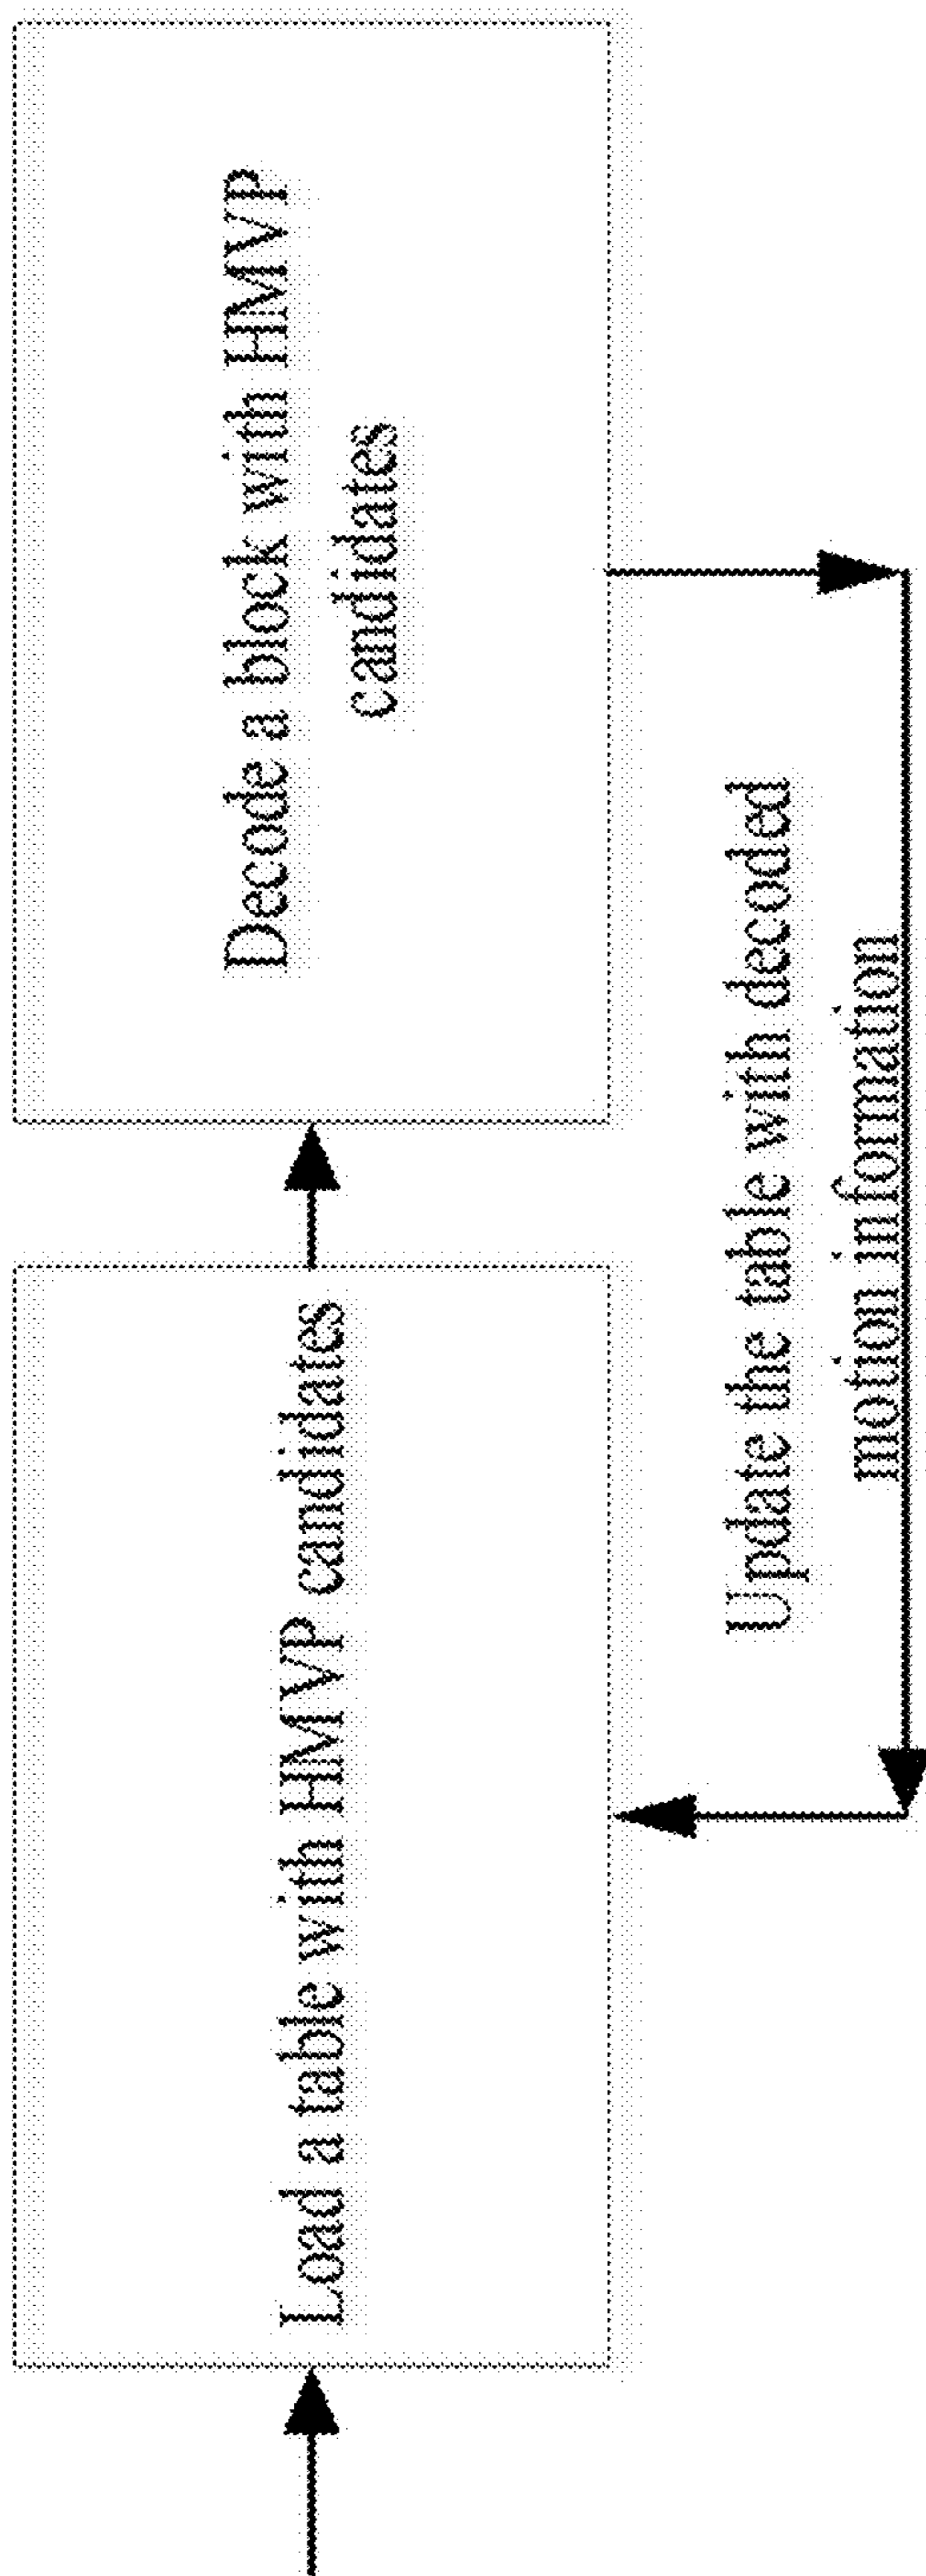 Load a table with HMVP candidates
Decode a block with HMVP
candidates
Update the table with decoded
motion information